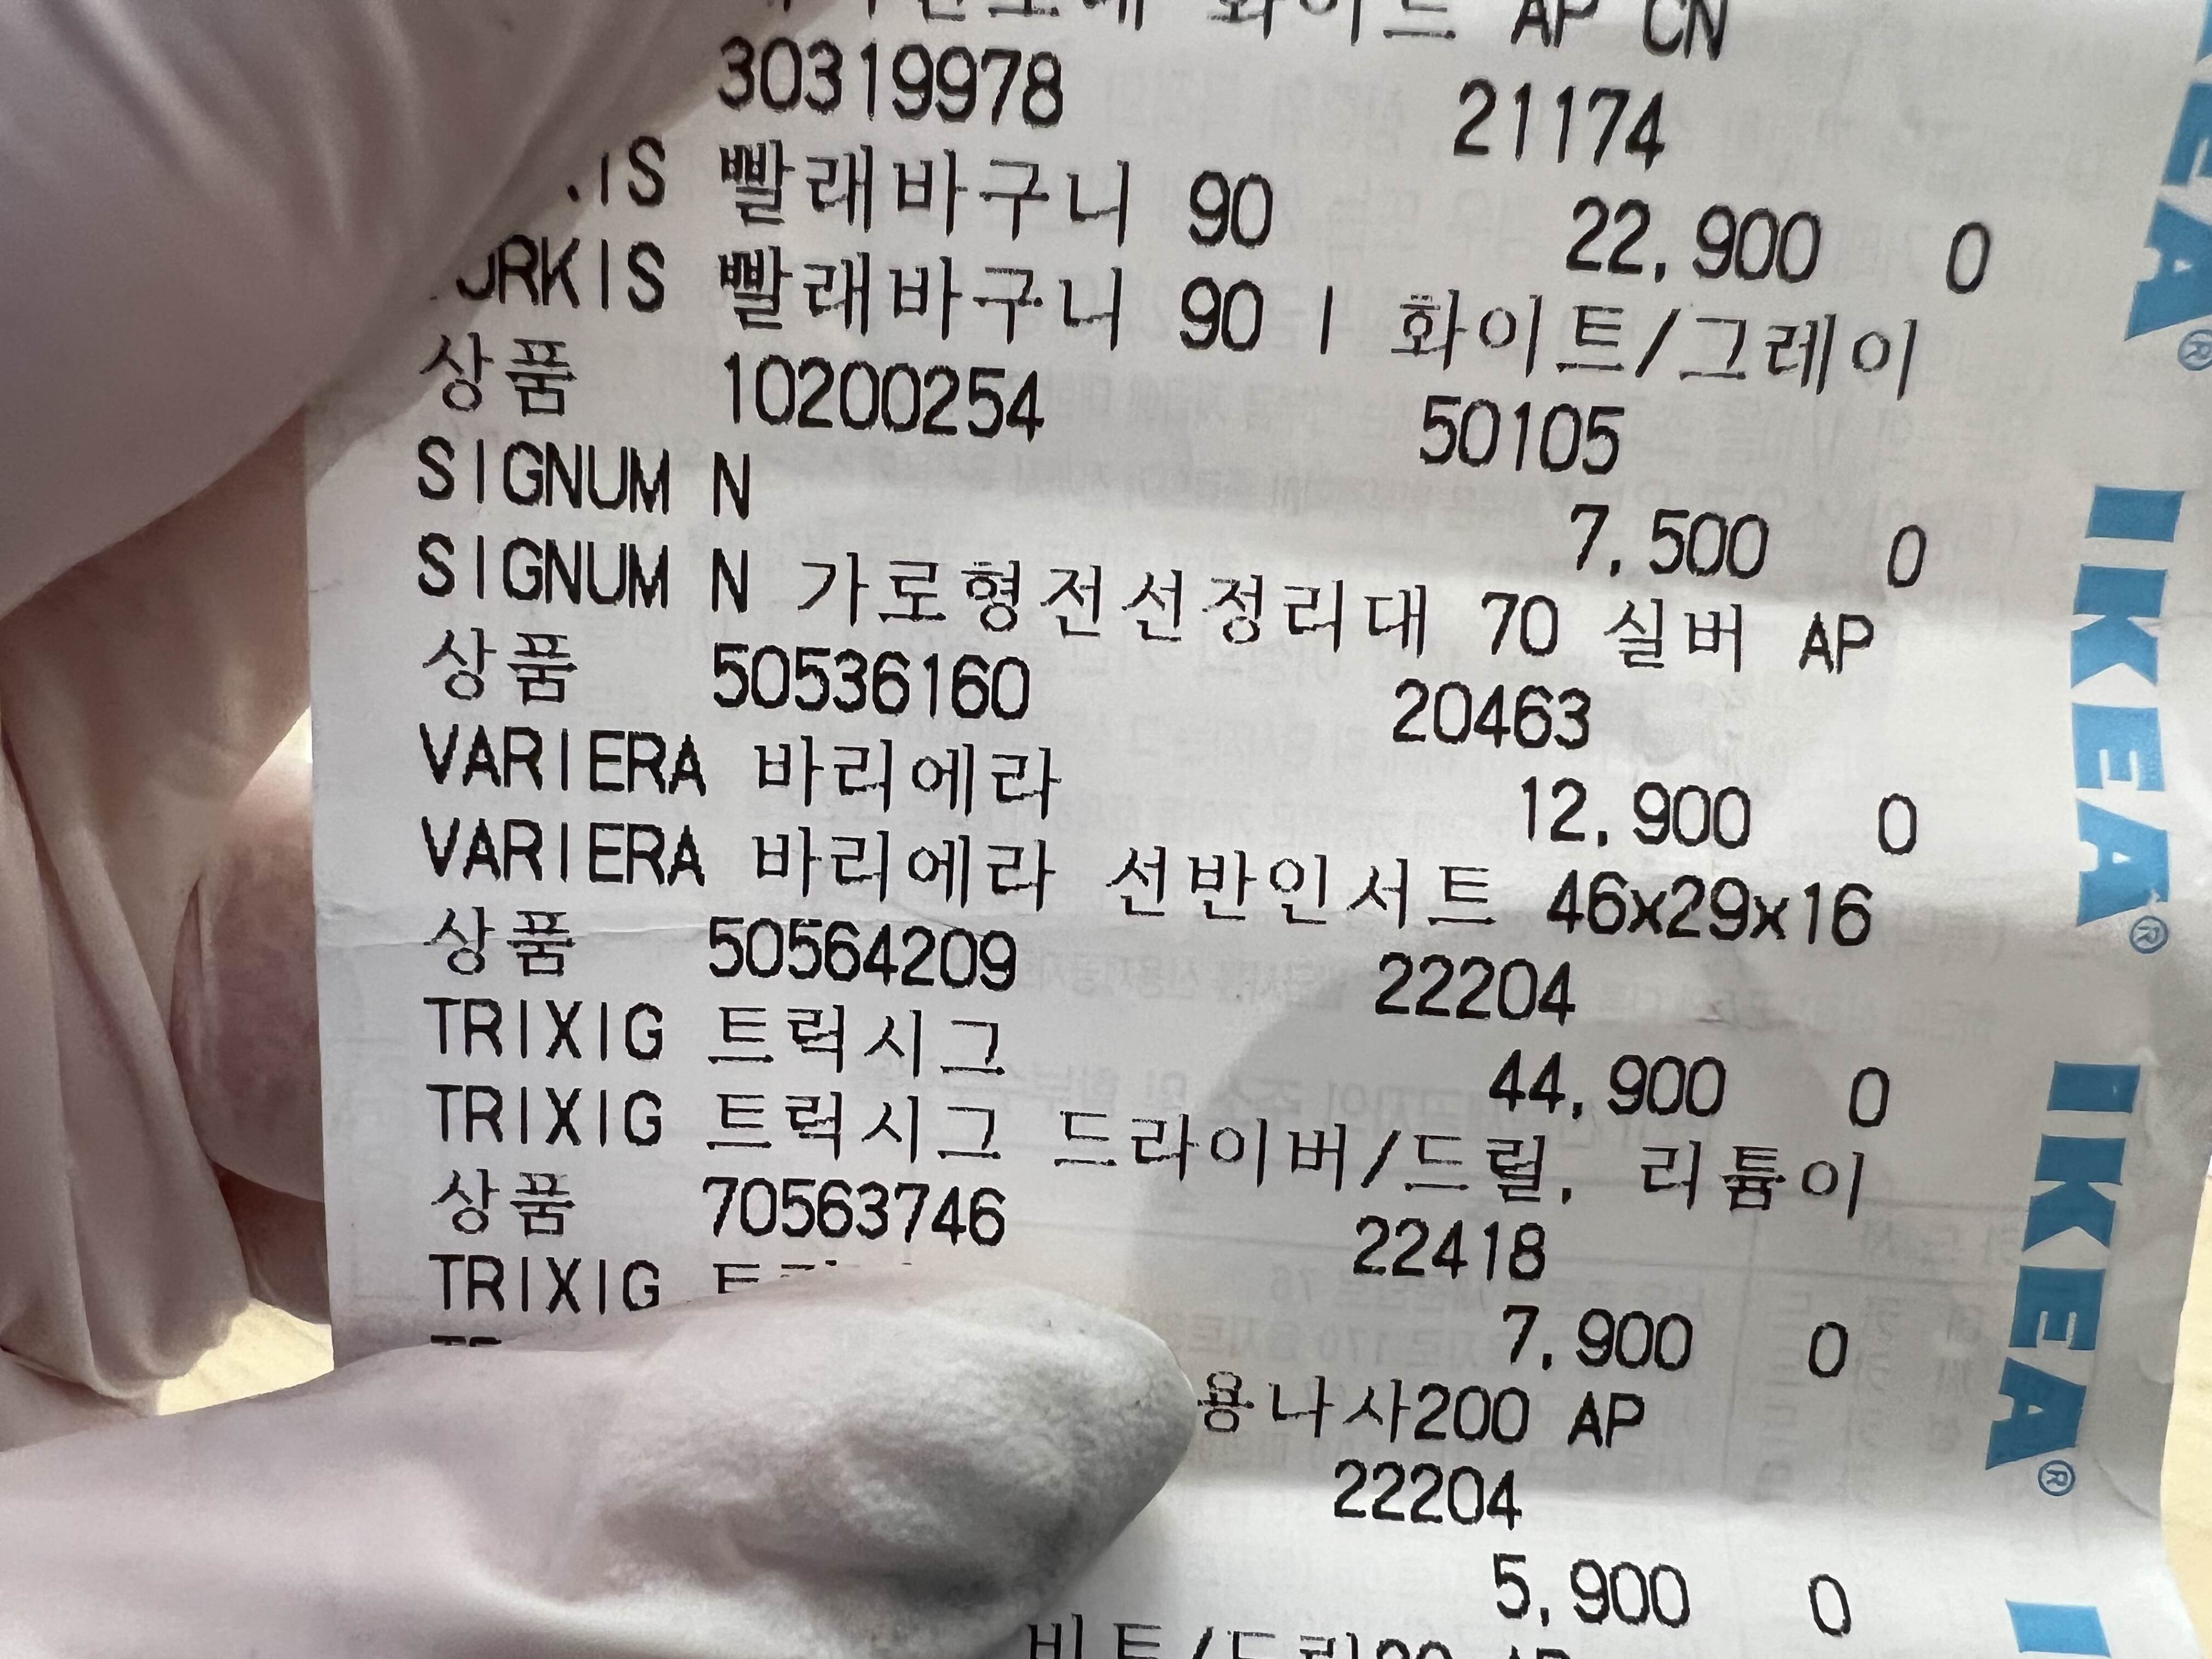 화이트 AP CN
30319978 21174
빨래바구니 90 22,900 0
빨래바구니 90 l 화이트/그레이
상품 10200254 50105
SIGNUM N 7,500 0
SIGNUM N 가로형전선정리대 70 실버 AP
상품 50536160 20463
VARIERA 바리에라 12,900 0
VARIERA 바리에라 선반인서트 46x29x16
상품 50564209 22204
TRIXIG 트릭시그 44,900 0
TRIXIG 트릭시그 드라이버/드릴, 리튬이
상품 70563746 22418
TRIXIG 7,900 0
용나사200 AP
22204
5,900 0
IKEA®
IKEA®
IKEA®